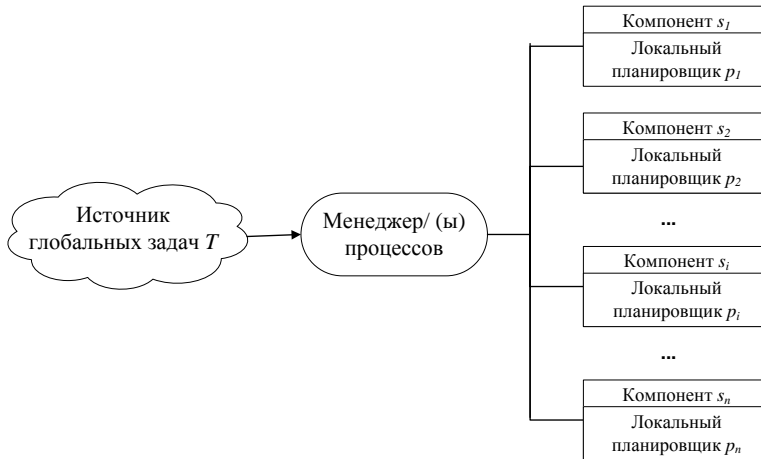 Источник
глобальных задач T
Менеджер/ (ы)
процессов
Компонент s1
Локальный
планировщик p1
Компонент s2
Локальный
планировщик p2
...
Компонент si
Локальный
планировщик pi
...
Компонент sn
Локальный
планировщик pn